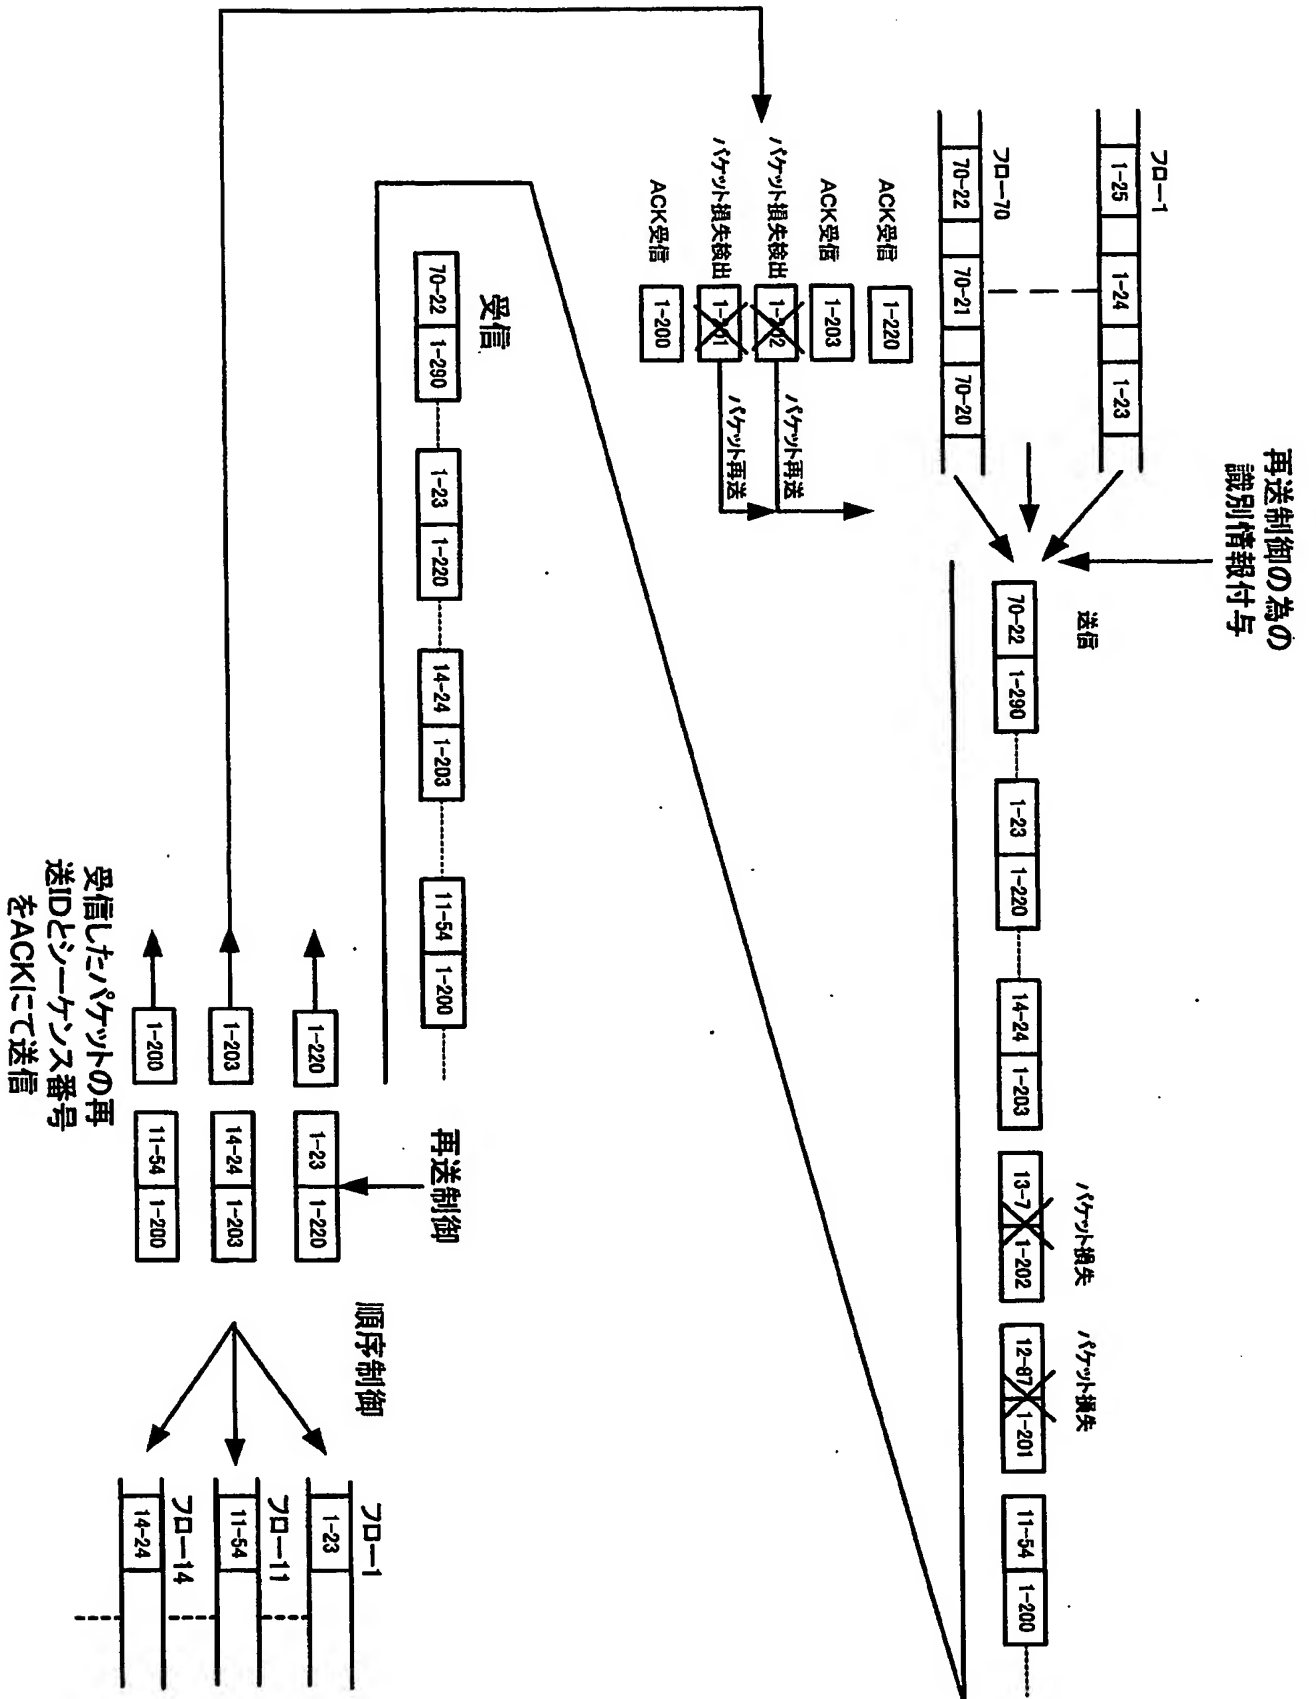 再送制御の為の
識別情報付与
フロー1
1-25
1-24
1-23
フロー70
70-22
70-21
70-20
送信
70-22 1-290
1-23 1-220
14-24 1-203
パケット損失
13-7 1-202
パケット損失
12-87 1-201
11-54 1-200
ACK受信
1-220
ACK受信
1-203
パケット損失検出
1-202
パケット再送
パケット損失検出
1-201
パケット再送
ACK受信
1-200
受信
70-22 1-290
1-23 1-220
14-24 1-203
11-54 1-200
再送制御
1-220
1-23 1-220
1-203
14-24 1-203
1-200
11-54 1-200
受信したパケットの再
送IDとシーケンス番号
をACKにて送信
順序制御
フロー1
1-23
フロー11
11-54
フロー14
14-24